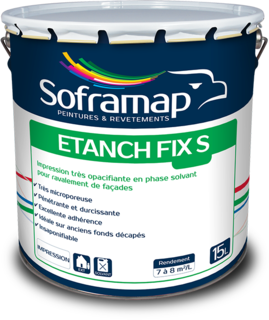 Soframap
PEINTURES & REVETEMENTS
ETANCH FIX S
Impression très opacifiante en phase solvant
pour ravalement de façades
✓ Très microporeuse
✓ Pénétrante et durcissante
✓ Excellente adhérence
✓ Idéale sur anciens fonds décapés
✓ Insaponifiable
IMPRESSION
Rendement
7 à 8 m²/L
15L